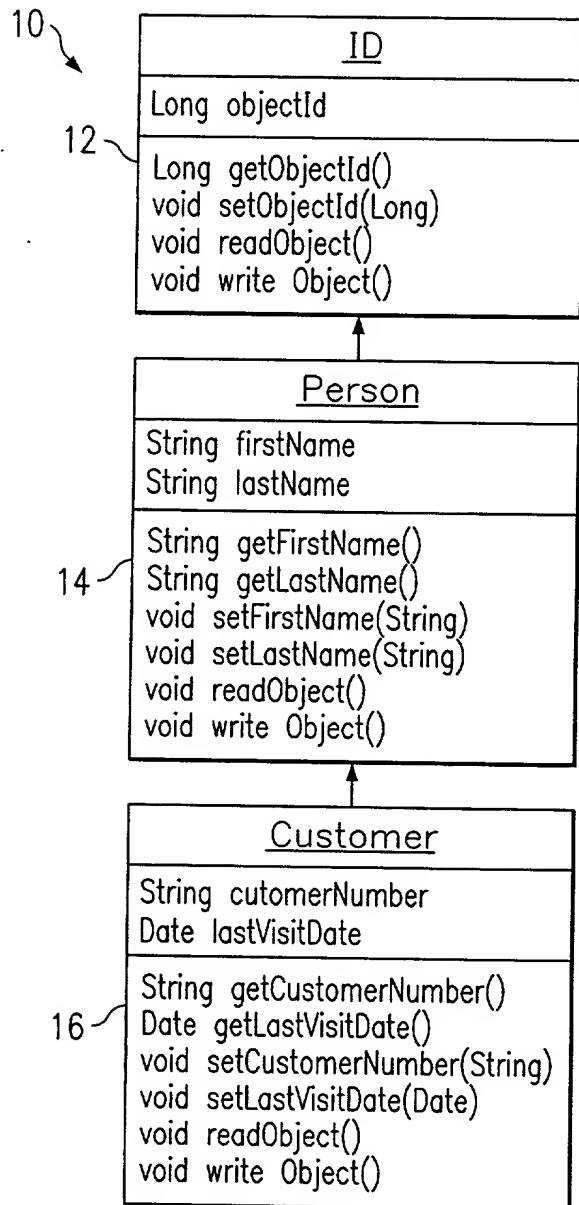 10
ID
Long objectId
12
Long getObjectId()
void setObjectId(Long)
void readObject()
void write Object()
Person
String firstName
String lastName
14
String getFirstName()
String getLastName()
void setFirstName(String)
void setLastName(String)
void readObject()
void write Object()
Customer
String cutomerNumber
Date lastVisitDate
16
String getCustomerNumber()
Date getLastVisitDate()
void setCustomerNumber(String)
void setLastVisitDate(Date)
void readObject()
void write Object()